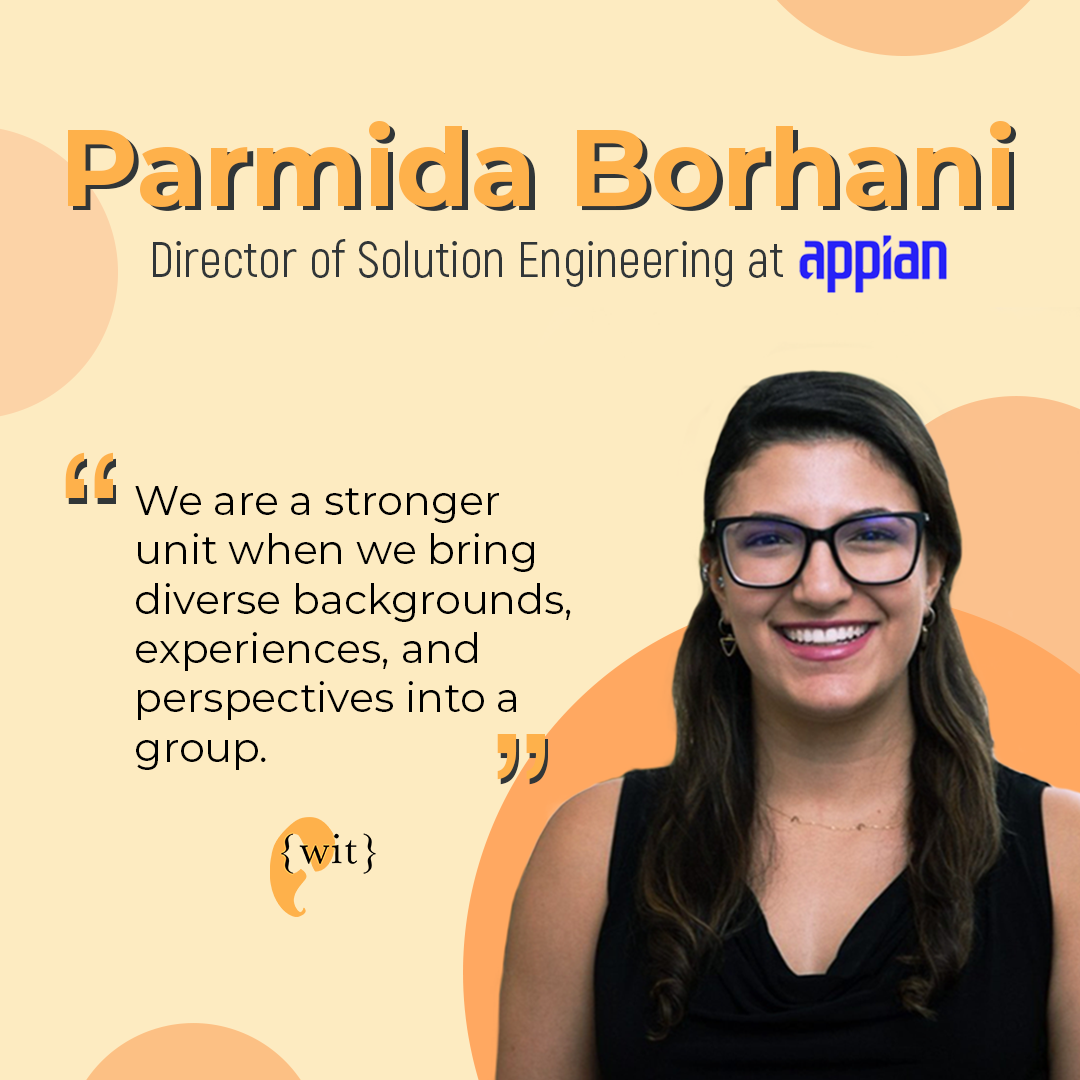 Parmida Borhani
Director of Solution Engineering at appian
“ We are a stronger
unit when we bring
diverse backgrounds,
experiences, and
perspectives into a
group. ”
{wit}